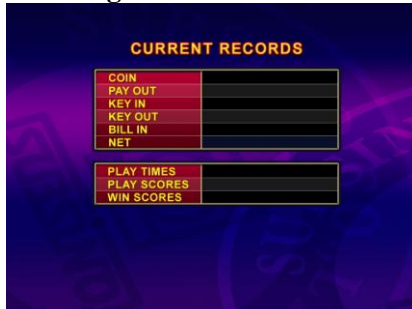 CURRENT RECORDS
COIN
PAY OUT
KEY IN
KEY OUT
BILL IN
NET
PLAY TIMES
PLAY SCORES
WIN SCORES